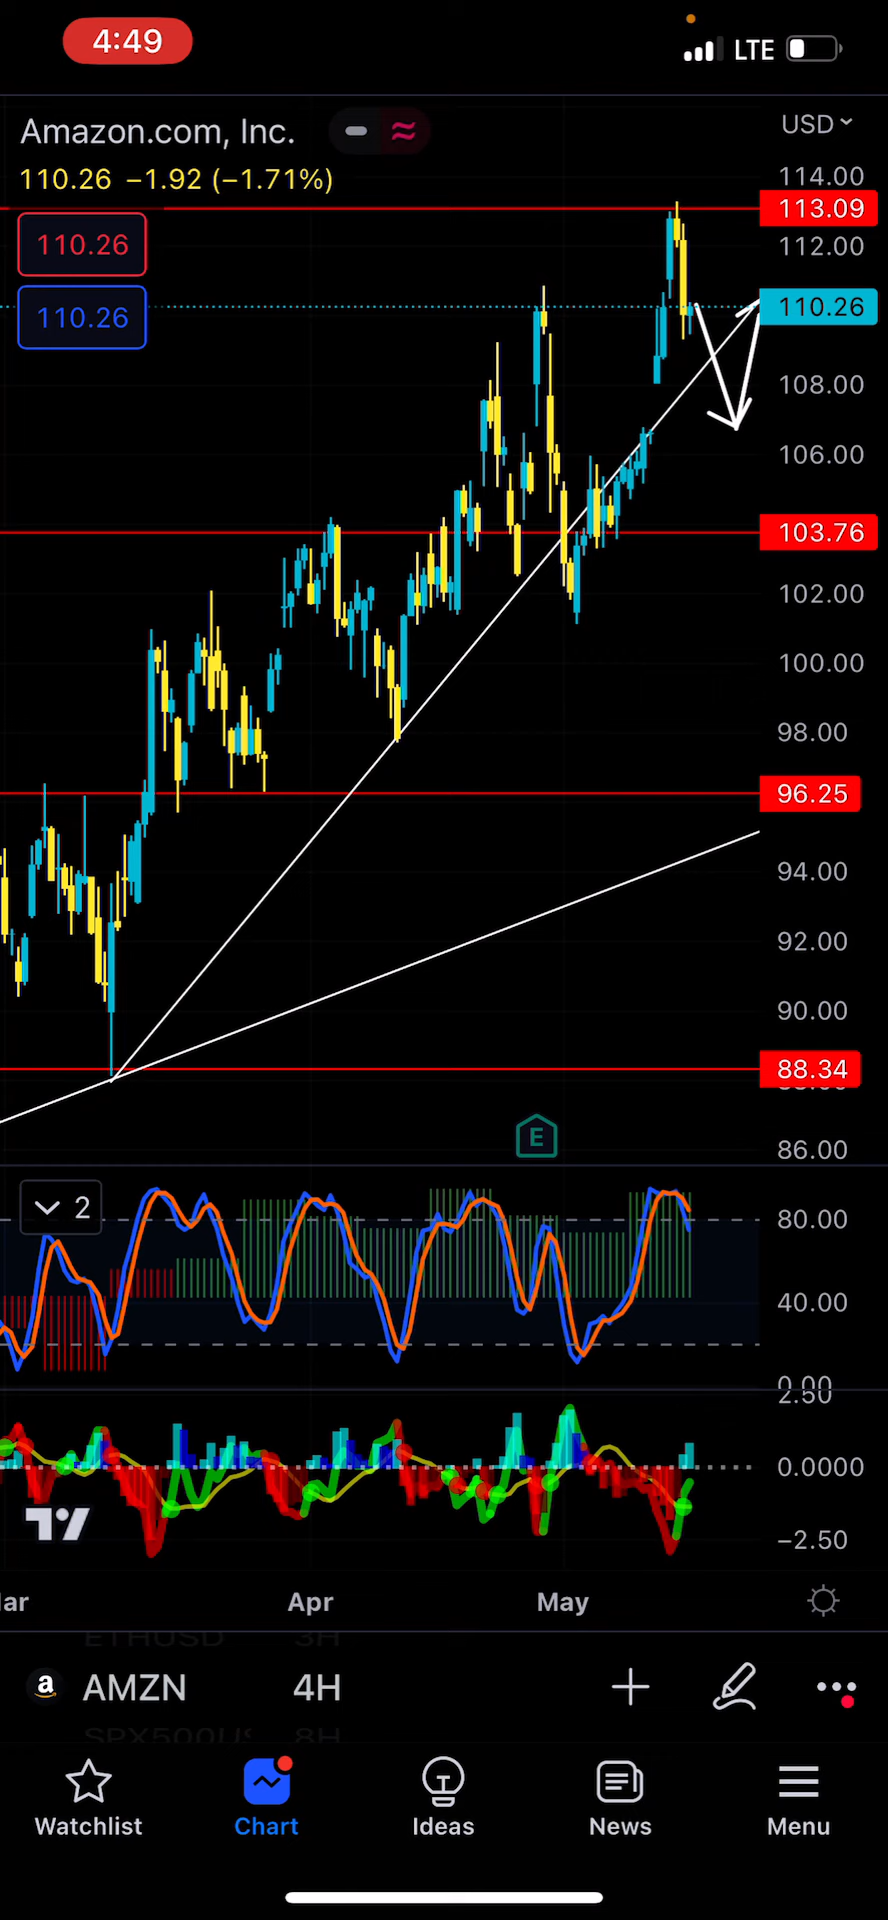 4:49
LTE
Amazon.com, Inc.
USD
110.26 −1.92 (−1.71%)
114.00
113.09
110.26
112.00
110.26
110.26
108.00
106.00
103.76
102.00
100.00
98.00
96.25
94.00
92.00
90.00
88.34
E
86.00
2
80.00
40.00
0.00
2.50
0.0000
−2.50
Apr
May
ETHUSD 3H
a AMZN 4H
8H
Watchlist
Chart
Ideas
News
Menu